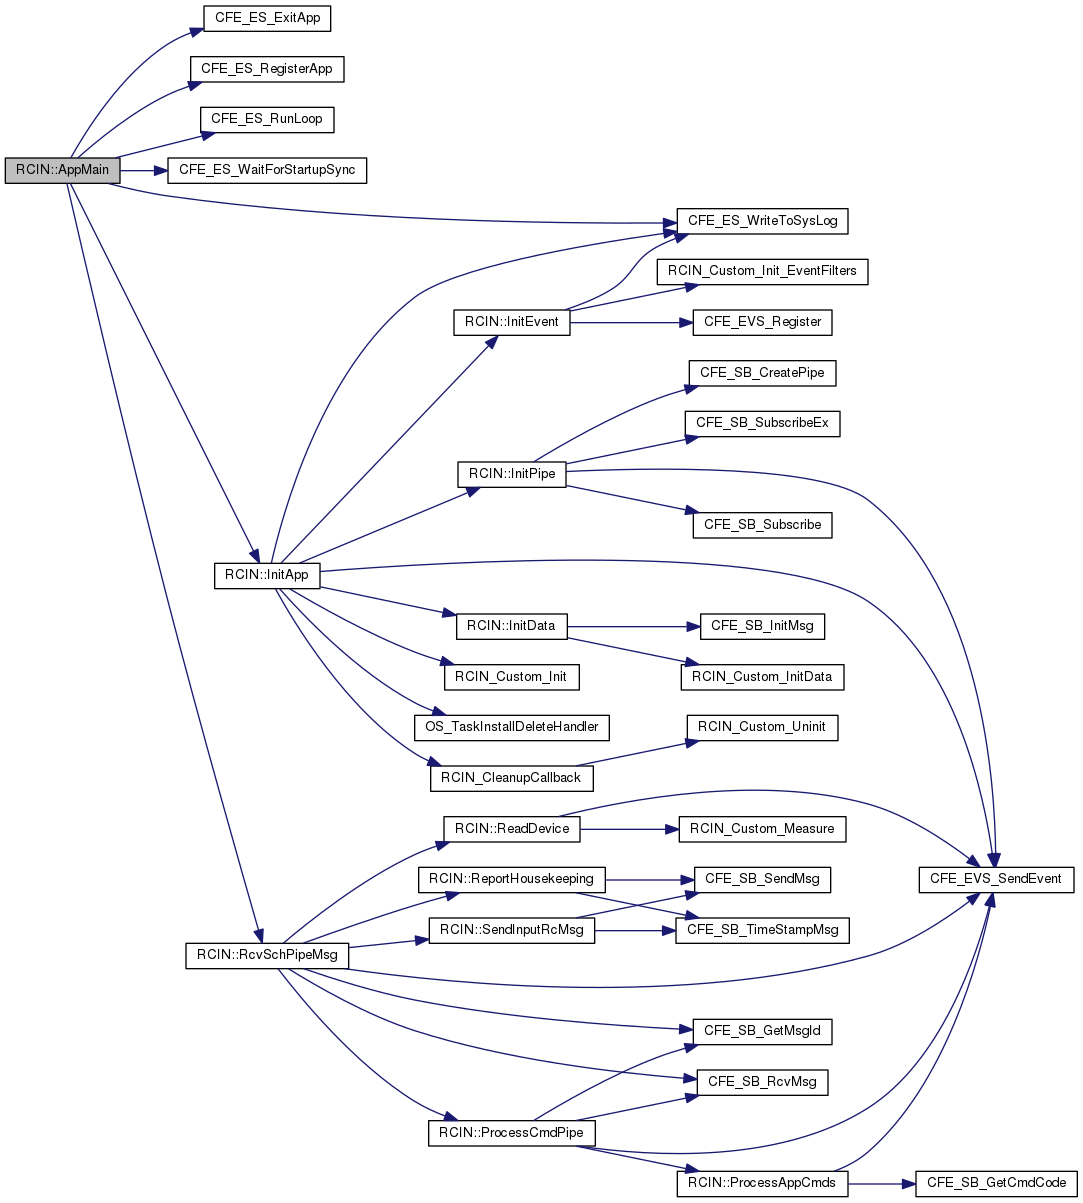 CFE_ES_ExitApp
CFE_ES_RegisterApp
CFE_ES_RunLoop
RCIN::AppMain
CFE_ES_WaitForStartupSync
CFE_ES_WriteToSysLog
RCIN_Custom_Init_EventFilters
RCIN::InitEvent
CFE_EVS_Register
CFE_SB_CreatePipe
CFE_SB_SubscribeEx
RCIN::InitPipe
CFE_SB_Subscribe
RCIN::InitApp
RCIN::InitData
CFE_SB_InitMsg
RCIN_Custom_Init
RCIN_Custom_InitData
OS_TaskInstallDeleteHandler
RCIN_Custom_Uninit
RCIN_CleanupCallback
RCIN::ReadDevice
RCIN_Custom_Measure
RCIN::ReportHousekeeping
CFE_SB_SendMsg
CFE_EVS_SendEvent
RCIN::SendInputRcMsg
CFE_SB_TimeStampMsg
RCIN::RcvSchPipeMsg
CFE_SB_GetMsgId
CFE_SB_RcvMsg
RCIN::ProcessCmdPipe
RCIN::ProcessAppCmds
CFE_SB_GetCmdCode